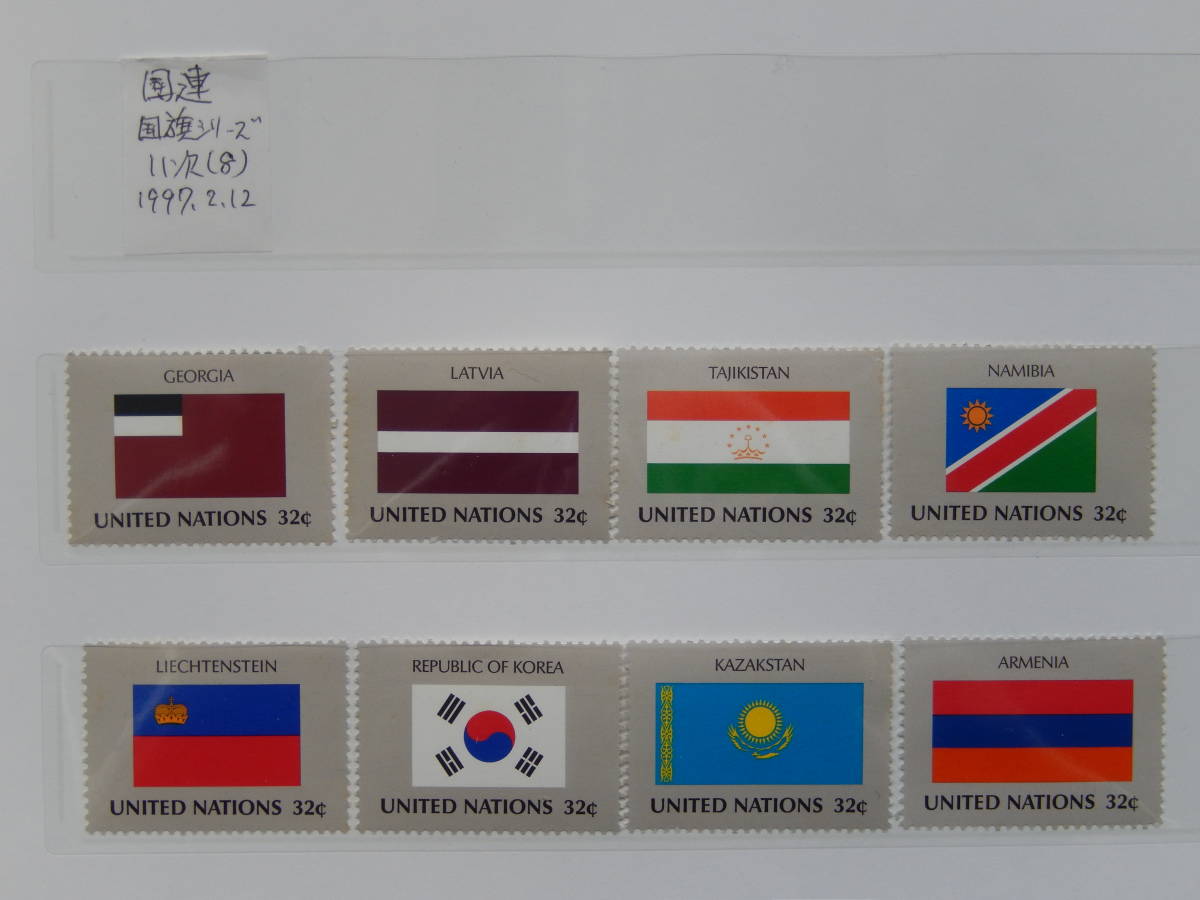 国連
国旗シリーズ
11次(8)
1997.2.12
GEORGIA
UNITED NATIONS 32¢
LATVIA
UNITED NATIONS 32¢
TAJIKISTAN
UNITED NATIONS 32¢
NAMIBIA
UNITED NATIONS 32¢
LIECHTENSTEIN
UNITED NATIONS 32¢
REPUBLIC OF KOREA
UNITED NATIONS 32¢
KAZAKSTAN
UNITED NATIONS 32¢
ARMENIA
UNITED NATIONS 32¢